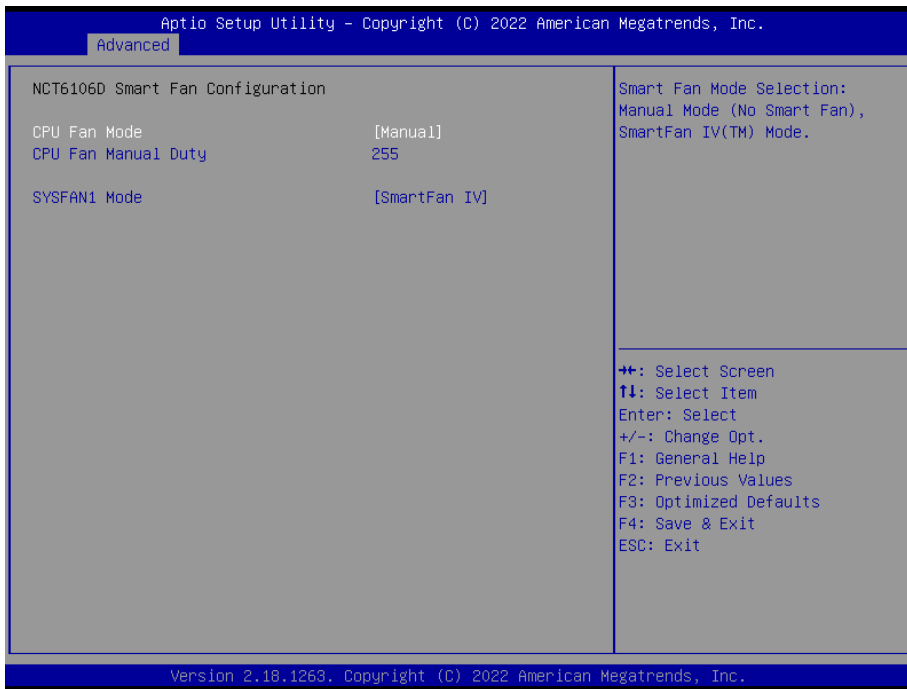 Aptio Setup Utility – Copyright (C) 2022 American Megatrends, Inc.
Advanced
NCT6106D Smart Fan Configuration
CPU Fan Mode [Manual]
CPU Fan Manual Duty 255
SYSFAN1 Mode [SmartFan IV]
Smart Fan Mode Selection:
Manual Mode (No Smart Fan),
SmartFan IV(TM) Mode.
→←: Select Screen
↑↓: Select Item
Enter: Select
+/-: Change Opt.
F1: General Help
F2: Previous Values
F3: Optimized Defaults
F4: Save & Exit
ESC: Exit
Version 2.18.1263. Copyright (C) 2022 American Megatrends, Inc.